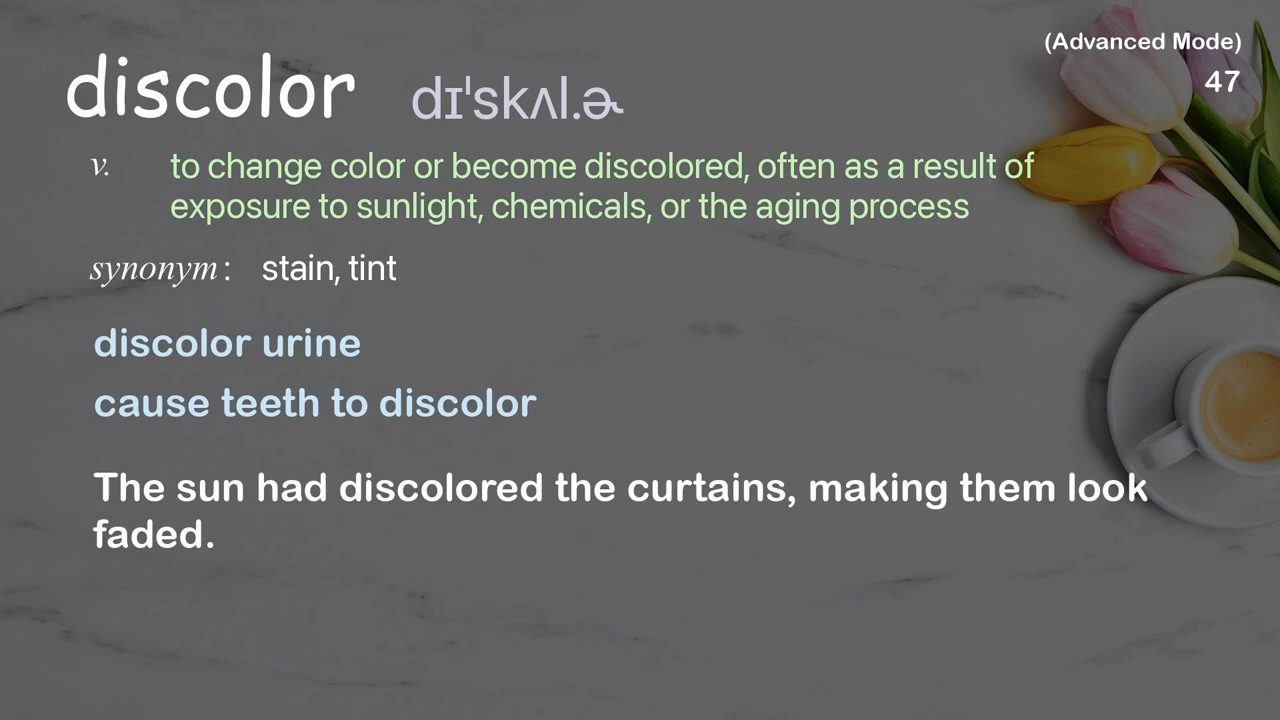 (Advanced Mode)
47
discolor dɪˈskʌl.ɚ
v. to change color or become discolored, often as a result of
exposure to sunlight, chemicals, or the aging process
synonym: stain, tint
discolor urine
cause teeth to discolor
The sun had discolored the curtains, making them look
faded.